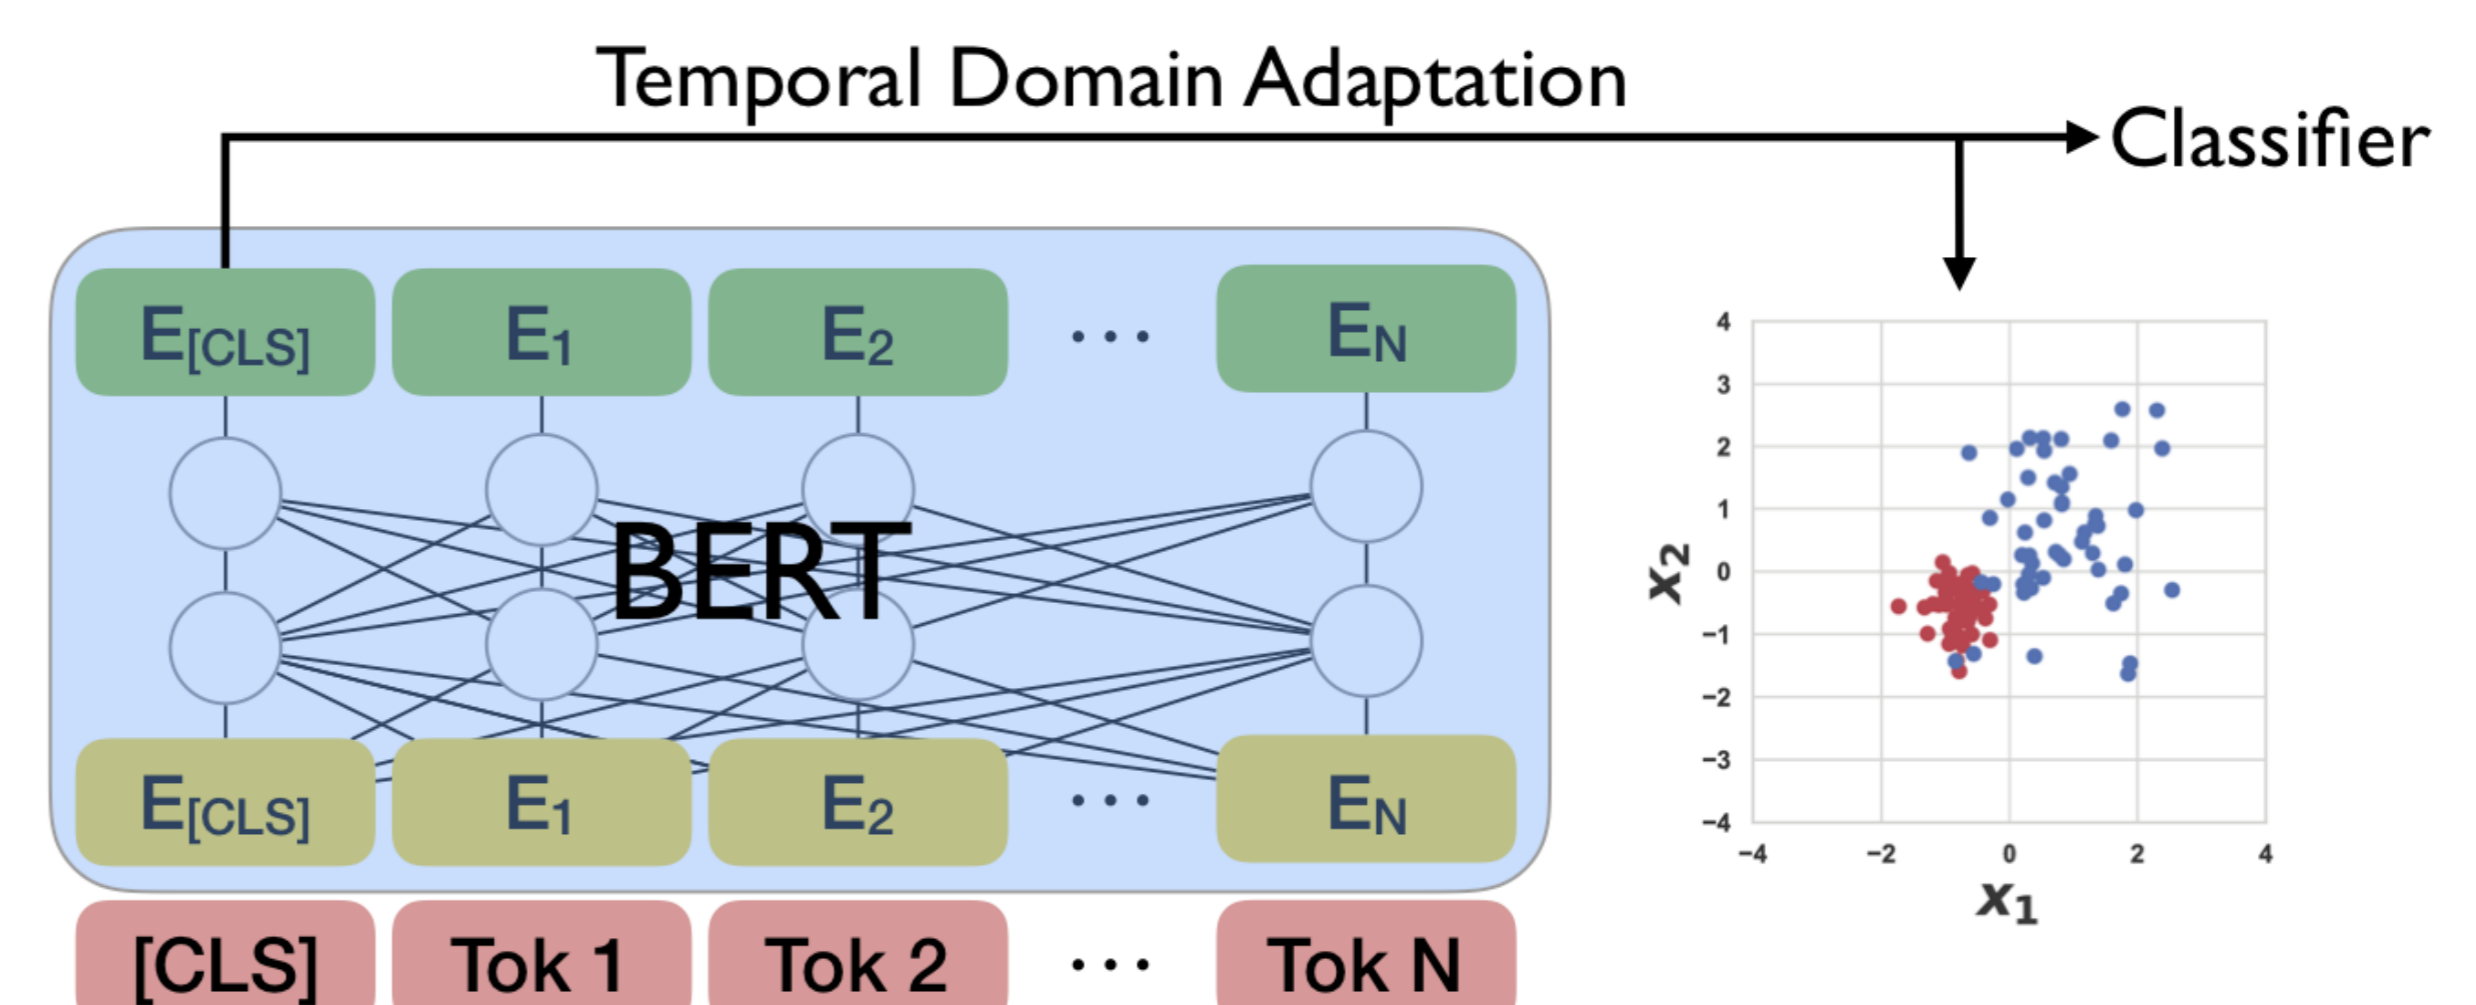 Temporal Domain Adaptation
Classifier
E[CLS] E1 E2 ... EN
BERT
E[CLS] E1 E2 ... EN
[CLS] Tok 1 Tok 2 ... Tok N
4
3
2
1
0
−1
−2
−3
−4
x2
−4 −2 0 2 4
x1